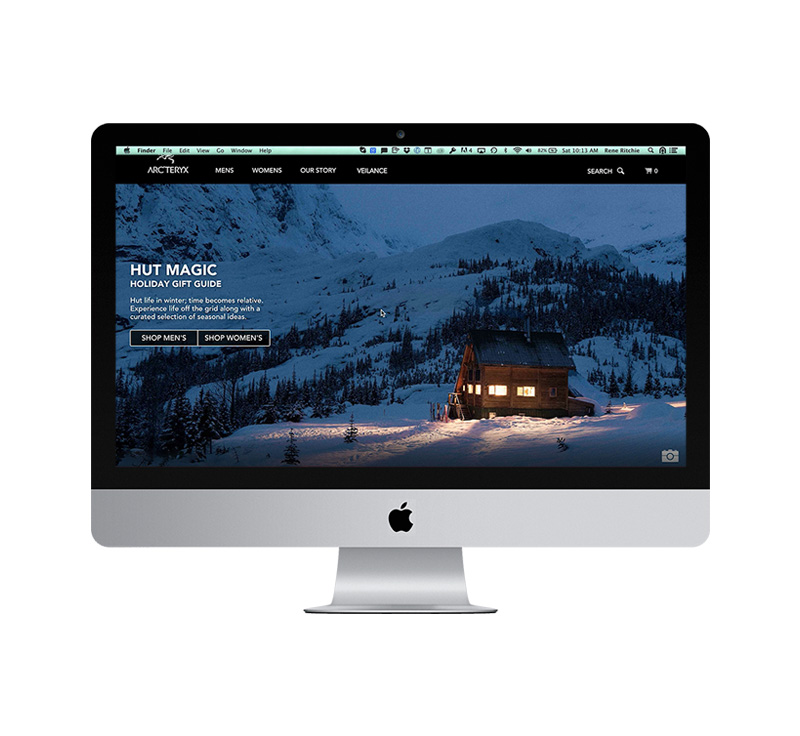 Finder File Edit View Go Window Help 4 82% Sat 10:13 AM Rene Ritchie
ARC'TERYX MENS WOMENS OUR STORY VEILANCE SEARCH 0
HUT MAGIC
HOLIDAY GIFT GUIDE
Hut life in winter; time becomes relative.
Experience life off the grid along with a
curated selection of seasonal ideas.
SHOP MEN'S SHOP WOMEN'S